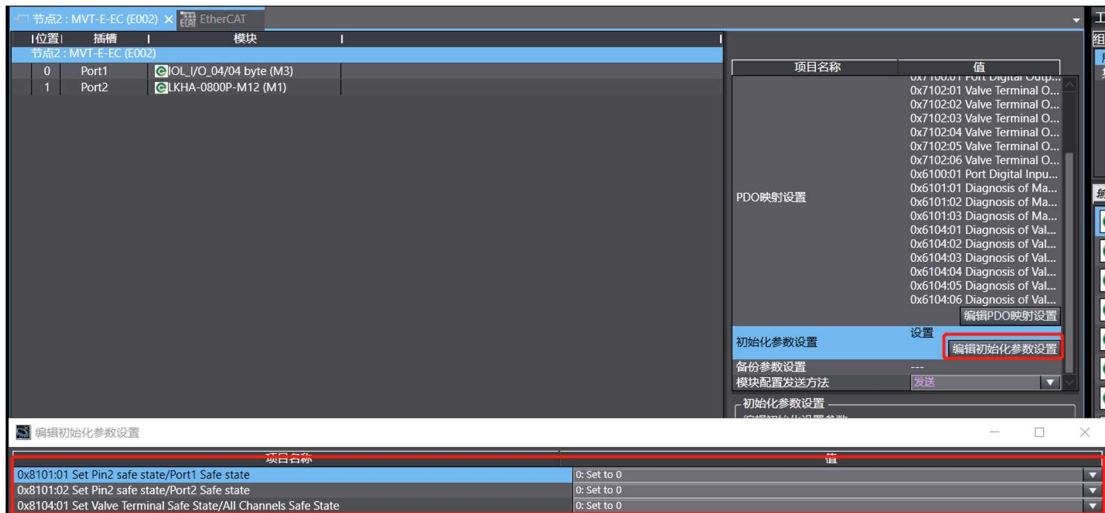 节点2 : MVT-E-EC (E002) EtherCAT
位置 插槽 模块
节点2 : MVT-E-EC (E002)
0 Port1 IOL_I/O_04/04 byte (M3)
1 Port2 LKHA-0800P-M12 (M1)
项目名称 值
0x7100:01 Port Digital Outp...
0x7102:01 Valve Terminal O...
0x7102:02 Valve Terminal O...
0x7102:03 Valve Terminal O...
0x7102:04 Valve Terminal O...
0x7102:05 Valve Terminal O...
0x7102:06 Valve Terminal O...
0x6100:01 Port Digital Inpu...
0x6101:01 Diagnosis of Ma...
PDO映射设置
0x6101:02 Diagnosis of Ma...
0x6101:03 Diagnosis of Ma...
0x6104:01 Diagnosis of Val...
0x6104:02 Diagnosis of Val...
0x6104:03 Diagnosis of Val...
0x6104:04 Diagnosis of Val...
0x6104:05 Diagnosis of Val...
0x6104:06 Diagnosis of Val...
编辑PDO映射设置
初始化参数设置 设置
编辑初始化参数设置
备份参数设置 ---
模块配置发送方法 发送
初始化参数设置
编辑初始化参数设置
项目名称 值
0x8101:01 Set Pin2 safe state/Port1 Safe state 0: Set to 0
0x8101:02 Set Pin2 safe state/Port2 Safe state 0: Set to 0
0x8104:01 Set Valve Terminal Safe State/All Channels Safe State 0: Set to 0